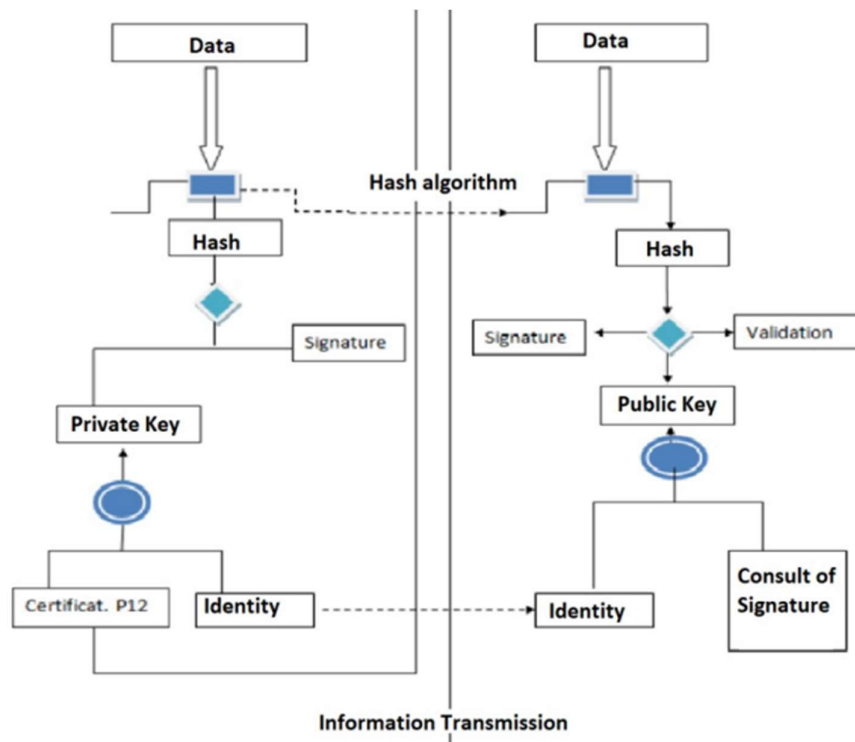 Data
Data
Hash algorithm
Hash
Hash
Signature
Signature
Validation
Private Key
Public Key
Certificat. P12
Identity
Identity
Consult of
Signature
Information Transmission